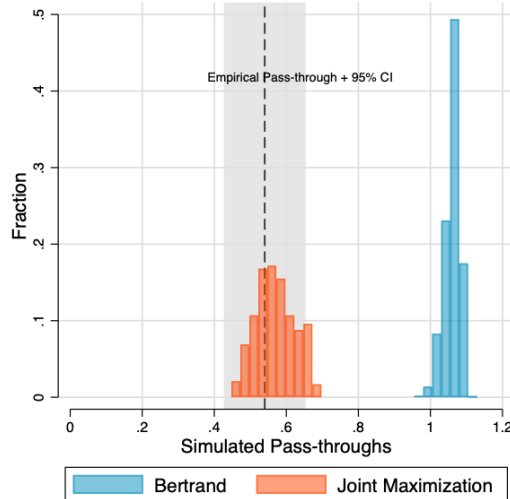 .5
.4
.3
.2
.1
0
Fraction
Empirical Pass-through + 95% CI
0 .2 .4 .6 .8 1 1.2
Simulated Pass-throughs
Bertrand Joint Maximization